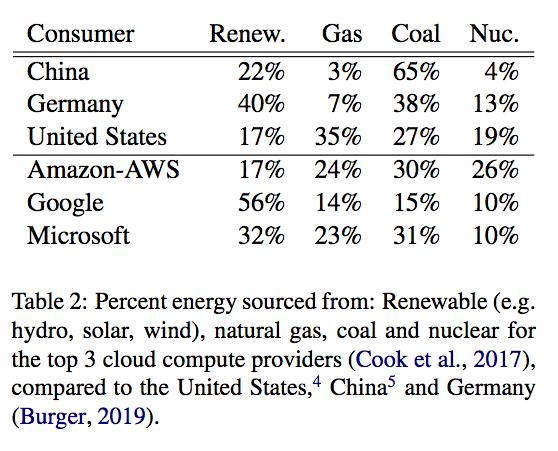 Consumer Renew. Gas Coal Nuc.
China 22% 3% 65% 4%
Germany 40% 7% 38% 13%
United States 17% 35% 27% 19%
Amazon-AWS 17% 24% 30% 26%
Google 56% 14% 15% 10%
Microsoft 32% 23% 31% 10%
Table 2: Percent energy sourced from: Renewable (e.g.
hydro, solar, wind), natural gas, coal and nuclear for
the top 3 cloud compute providers (Cook et al., 2017),
compared to the United States,4 China5 and Germany
(Burger, 2019).